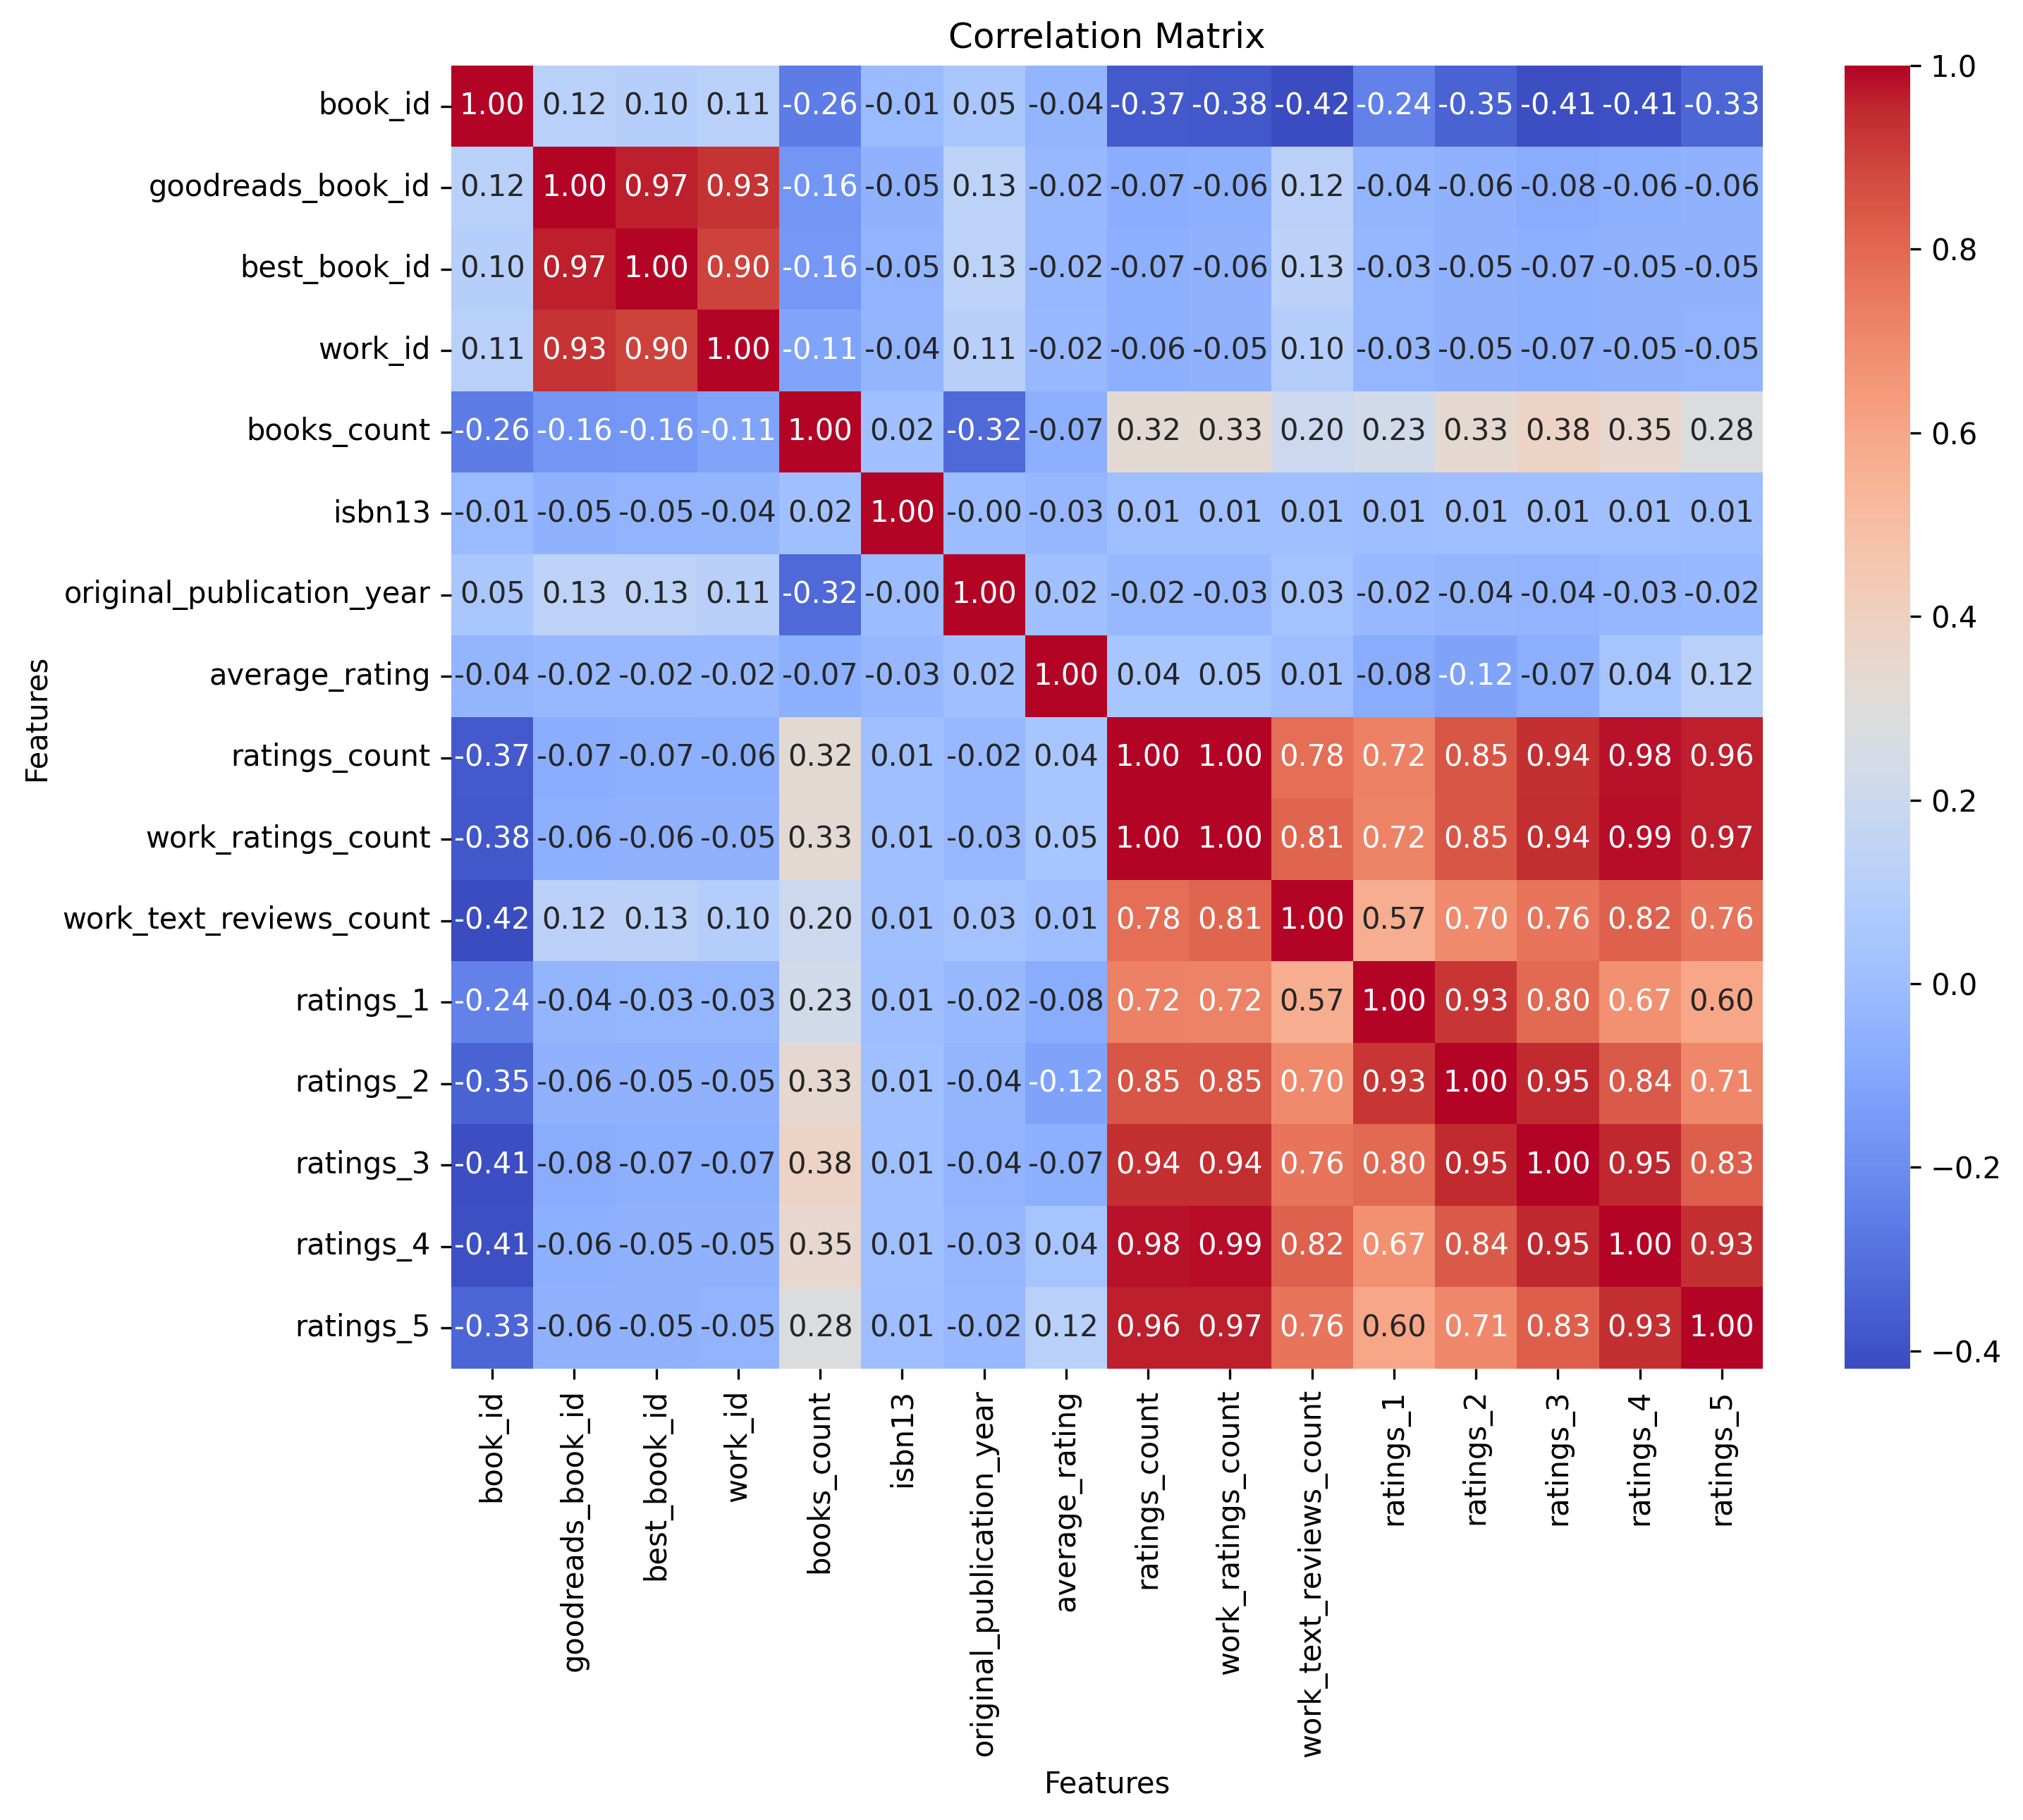 Correlation Matrix
Features
book_id 1.00 0.12 0.10 0.11 -0.26 -0.01 0.05 -0.04 -0.37 -0.38 -0.42 -0.24 -0.35 -0.41 -0.41 -0.33
goodreads_book_id 0.12 1.00 0.97 0.93 -0.16 -0.05 0.13 -0.02 -0.07 -0.06 0.12 -0.04 -0.06 -0.08 -0.06 -0.06
best_book_id 0.10 0.97 1.00 0.90 -0.16 -0.05 0.13 -0.02 -0.07 -0.06 0.13 -0.03 -0.05 -0.07 -0.05 -0.05
work_id 0.11 0.93 0.90 1.00 -0.11 -0.04 0.11 -0.02 -0.06 -0.05 0.10 -0.03 -0.05 -0.07 -0.05 -0.05
books_count -0.26 -0.16 -0.16 -0.11 1.00 0.02 -0.32 -0.07 0.32 0.33 0.20 0.23 0.33 0.38 0.35 0.28
isbn13 -0.01 -0.05 -0.05 -0.04 0.02 1.00 -0.00 -0.03 0.01 0.01 0.01 0.01 0.01 0.01 0.01 0.01
original_publication_year 0.05 0.13 0.13 0.11 -0.32 -0.00 1.00 0.02 -0.02 -0.03 0.03 -0.02 -0.04 -0.04 -0.03 -0.02
average_rating -0.04 -0.02 -0.02 -0.02 -0.07 -0.03 0.02 1.00 0.04 0.05 0.01 -0.08 -0.12 -0.07 0.04 0.12
ratings_count -0.37 -0.07 -0.07 -0.06 0.32 0.01 -0.02 0.04 1.00 1.00 0.78 0.72 0.85 0.94 0.98 0.96
work_ratings_count -0.38 -0.06 -0.06 -0.05 0.33 0.01 -0.03 0.05 1.00 1.00 0.81 0.72 0.85 0.94 0.99 0.97
work_text_reviews_count -0.42 0.12 0.13 0.10 0.20 0.01 0.03 0.01 0.78 0.81 1.00 0.57 0.70 0.76 0.82 0.76
ratings_1 -0.24 -0.04 -0.03 -0.03 0.23 0.01 -0.02 -0.08 0.72 0.72 0.57 1.00 0.93 0.80 0.67 0.60
ratings_2 -0.35 -0.06 -0.05 -0.05 0.33 0.01 -0.04 -0.12 0.85 0.85 0.70 0.93 1.00 0.95 0.84 0.71
ratings_3 -0.41 -0.08 -0.07 -0.07 0.38 0.01 -0.04 -0.07 0.94 0.94 0.76 0.80 0.95 1.00 0.95 0.83
ratings_4 -0.41 -0.06 -0.05 -0.05 0.35 0.01 -0.03 0.04 0.98 0.99 0.82 0.67 0.84 0.95 1.00 0.93
ratings_5 -0.33 -0.06 -0.05 -0.05 0.28 0.01 -0.02 0.12 0.96 0.97 0.76 0.60 0.71 0.83 0.93 1.00
book_id
goodreads_book_id
best_book_id
work_id
books_count
isbn13
original_publication_year
average_rating
ratings_count
work_ratings_count
work_text_reviews_count
ratings_1
ratings_2
ratings_3
ratings_4
ratings_5
Features
1.0
0.8
0.6
0.4
0.2
0.0
−0.2
−0.4